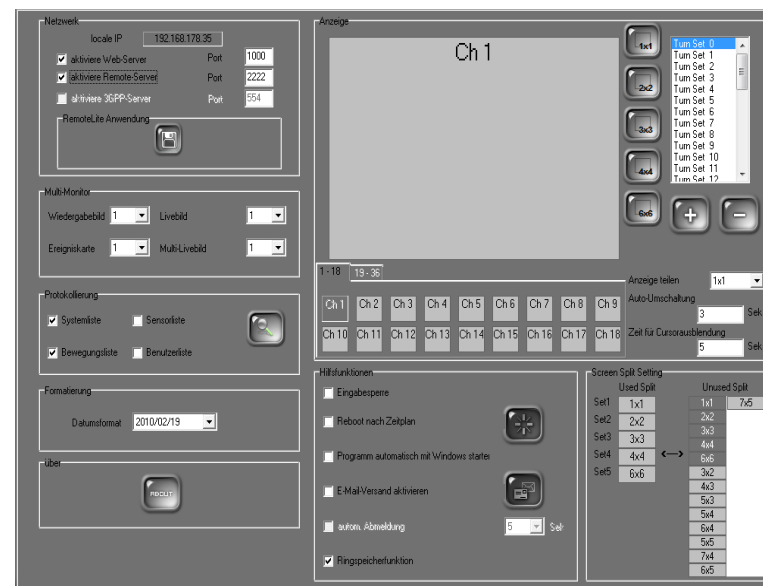 Netzwerk
locale IP 192.168.178.35
aktiviere Web-Server Port 1000
aktiviere Remote-Server Port 2222
aktiviere 3GPP-Server Port 554
RemoteLite Anwendung
Multi-Monitor
Wiedergabebild 1 Livebild 1
Ereigniskarte 1 Multi-Livebild 1
Protokollierung
Systemliste Sensorliste
Bewegungsliste Benutzerliste
Formatierung
Datumsformat 2010/02/19
über
ABOUT
Anzeige
Ch 1
1x1
2x2
3x3
4x4
6x6
Turn Set 0
Turn Set 1
Turn Set 2
Turn Set 3
Turn Set 4
Turn Set 5
Turn Set 6
Turn Set 7
Turn Set 8
Turn Set 9
Turn Set 10
Turn Set 11
Turn Set 12
1 - 18 19 - 36
Ch 1 Ch 2 Ch 3 Ch 4 Ch 5 Ch 6 Ch 7 Ch 8 Ch 9
Ch 10 Ch 11 Ch 12 Ch 13 Ch 14 Ch 15 Ch 16 Ch 17 Ch 18
Anzeige teilen 1x1
Auto-Umschaltung
3 Sek
Zeit für Cursorausblendung
5 Sek
Hilfsfunktionen
Eingabesperre
Reboot nach Zeitplan
Programm automatisch mit Windows starten
E-Mail-Versand aktivieren
autom. Abmeldung 5 Sek
Ringspeicherfunktion
Screen Split Setting
Used Split Unused Split
Set1 1x1 1x1 7x5
Set2 2x2 2x2
Set3 3x3 3x3
Set4 4x4 <---> 4x4
Set5 6x6 6x6
3x2
4x3
5x3
5x4
6x4
5x5
7x4
6x5